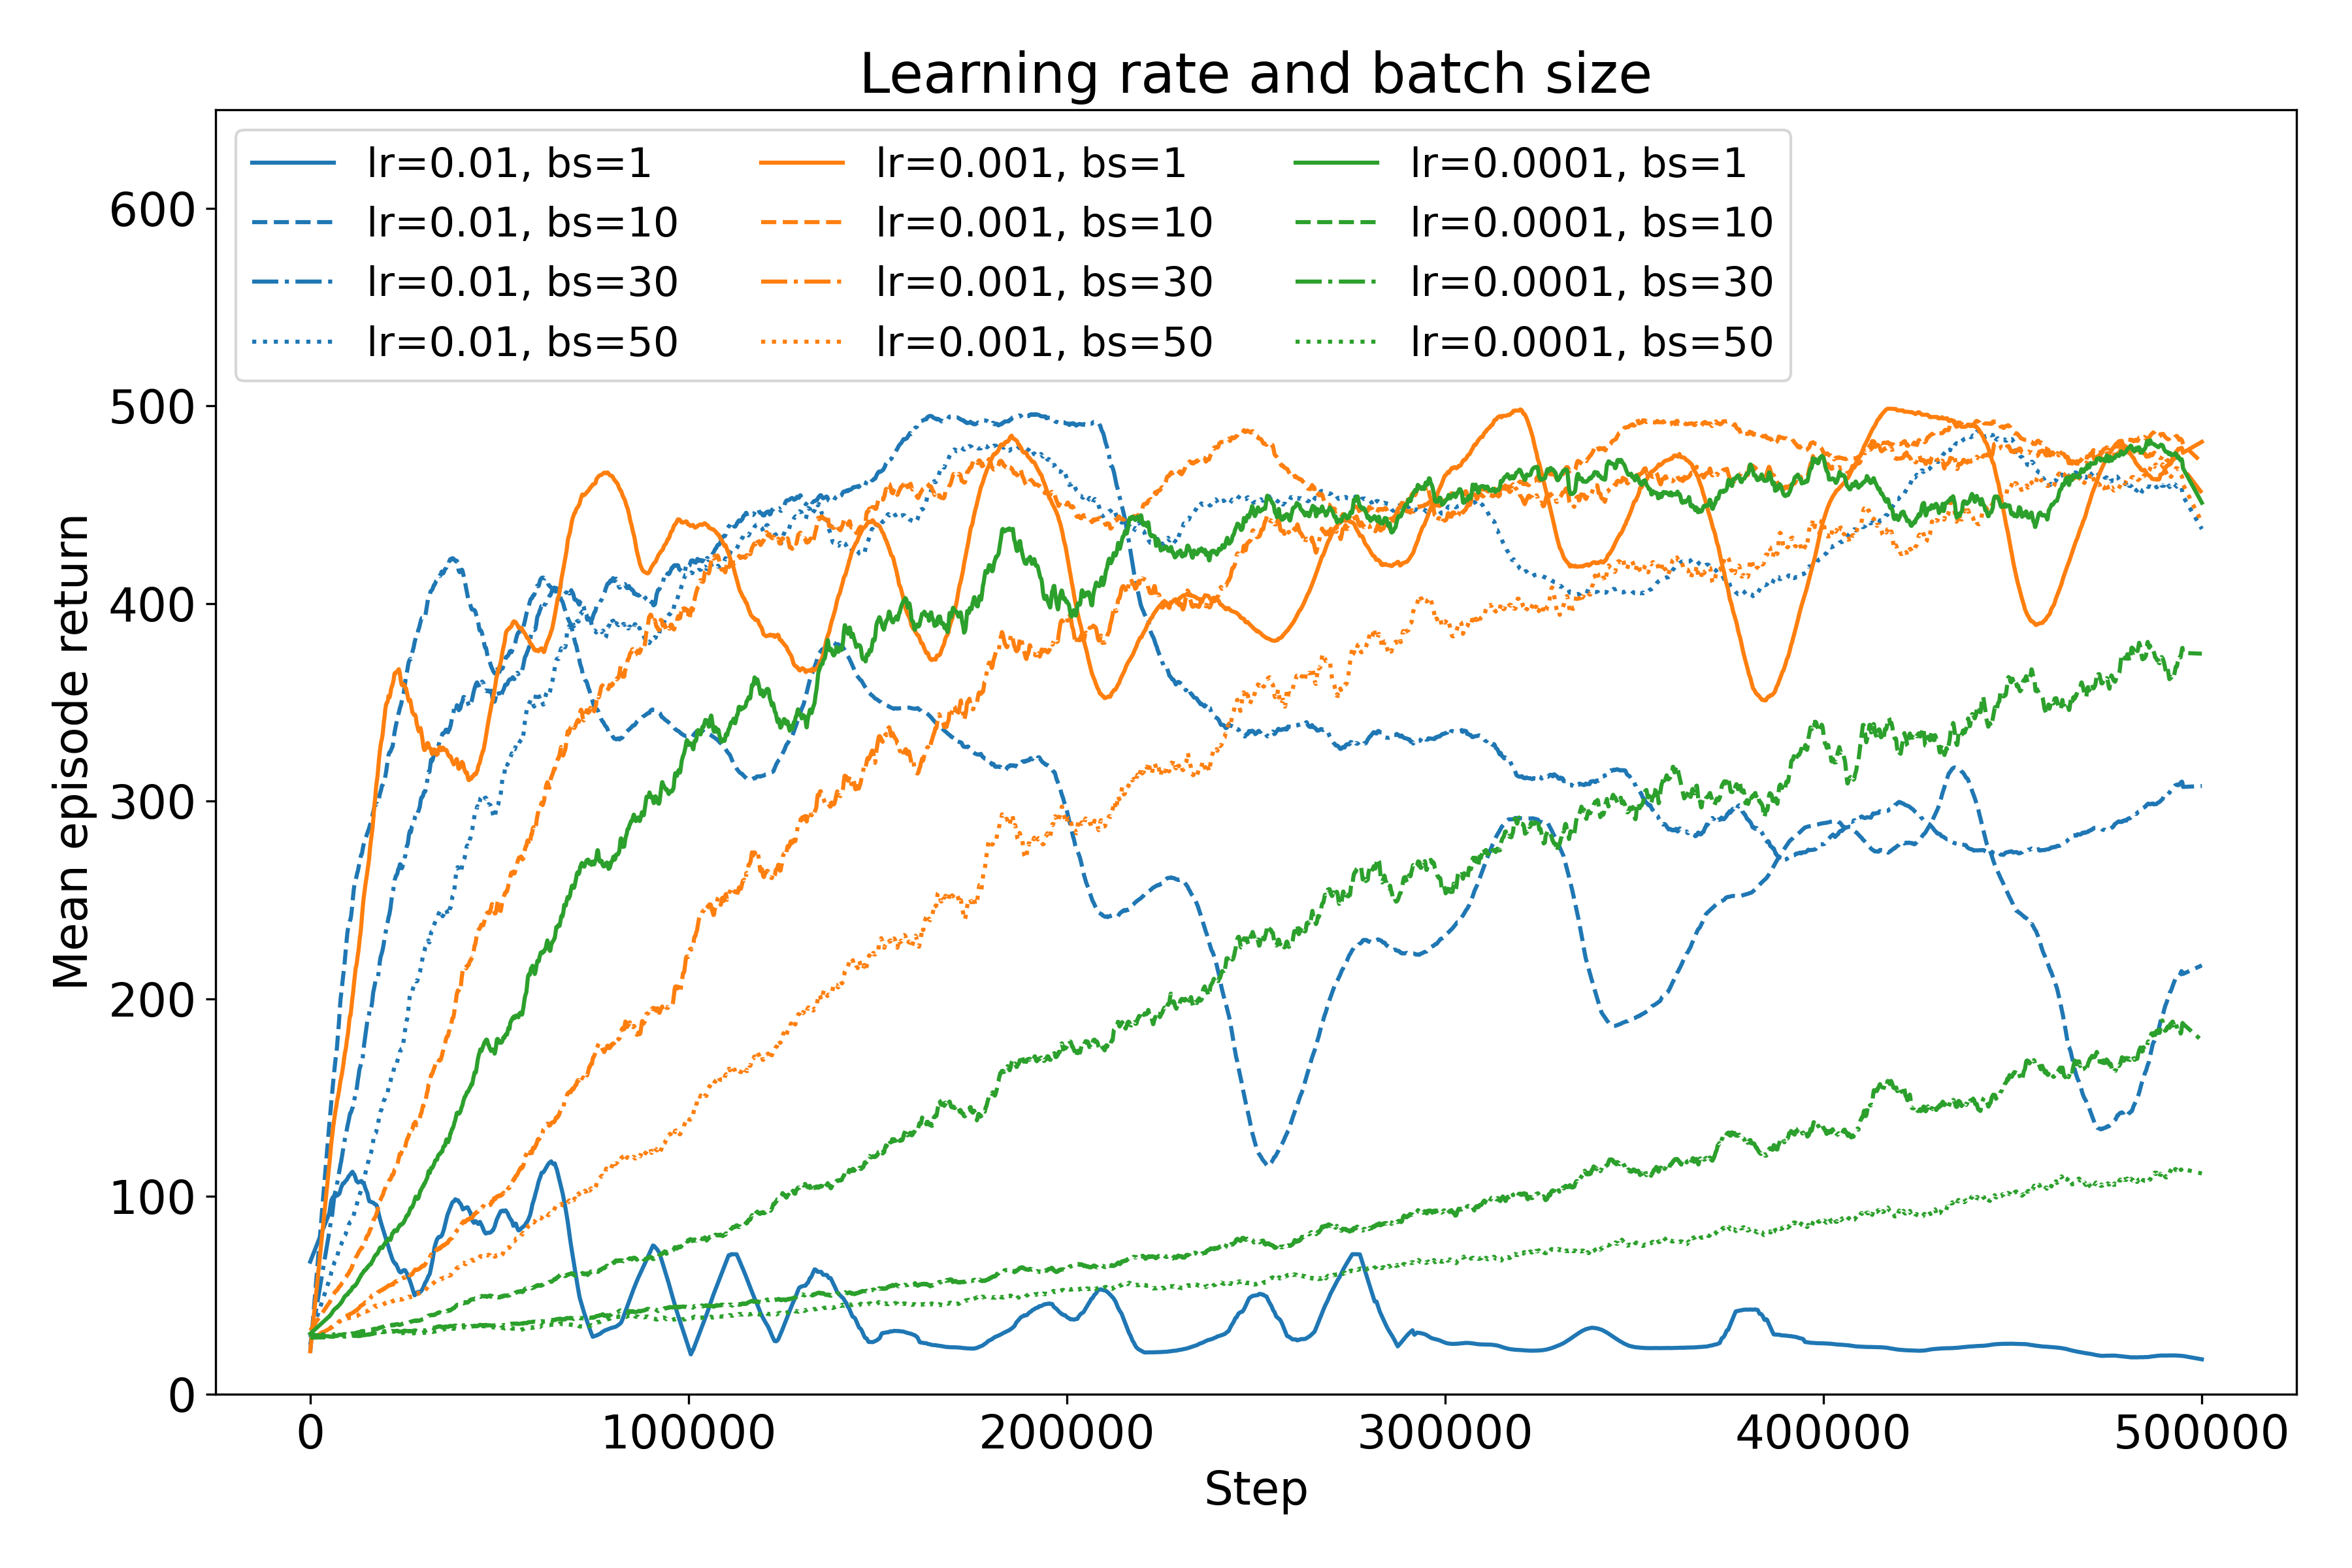 Learning rate and batch size
lr=0.01, bs=1
lr=0.01, bs=10
lr=0.01, bs=30
lr=0.01, bs=50
lr=0.001, bs=1
lr=0.001, bs=10
lr=0.001, bs=30
lr=0.001, bs=50
lr=0.0001, bs=1
lr=0.0001, bs=10
lr=0.0001, bs=30
lr=0.0001, bs=50
Mean episode return
600
500
400
300
200
100
0
0 100000 200000 300000 400000 500000
Step